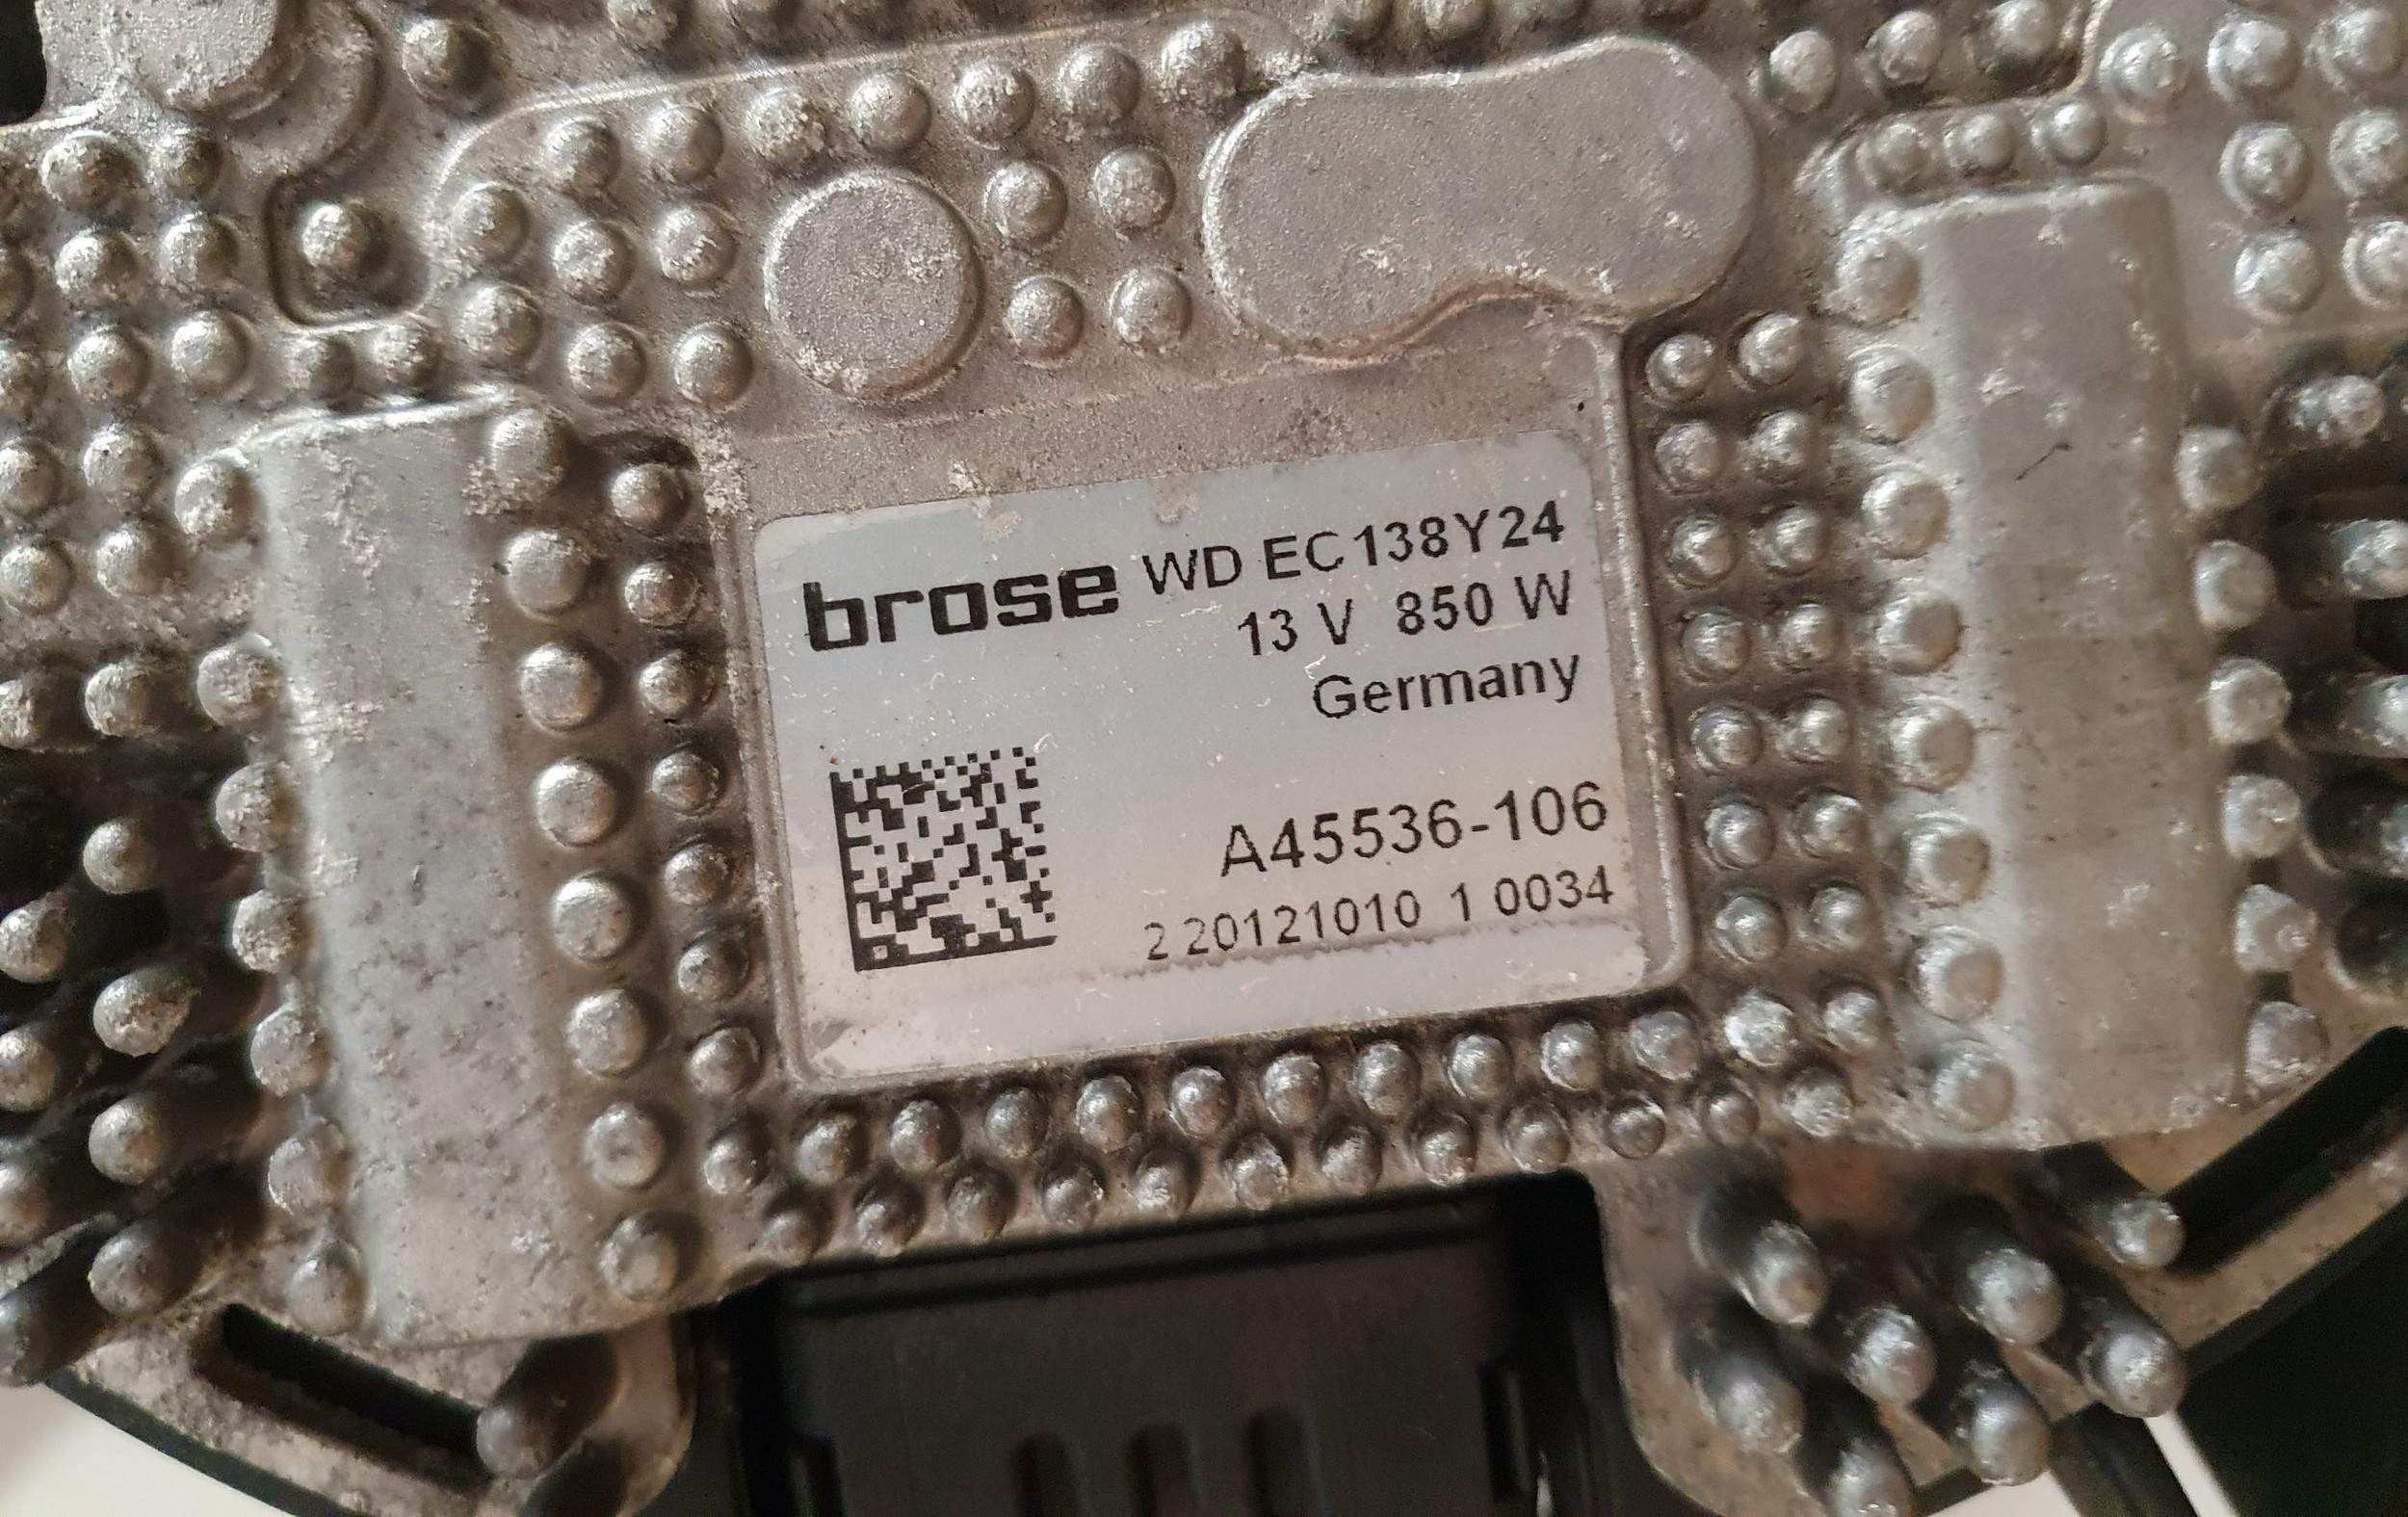 brose WD EC138Y24
13 V 850 W
Germany
A45536-106
2 20121010 1 0034